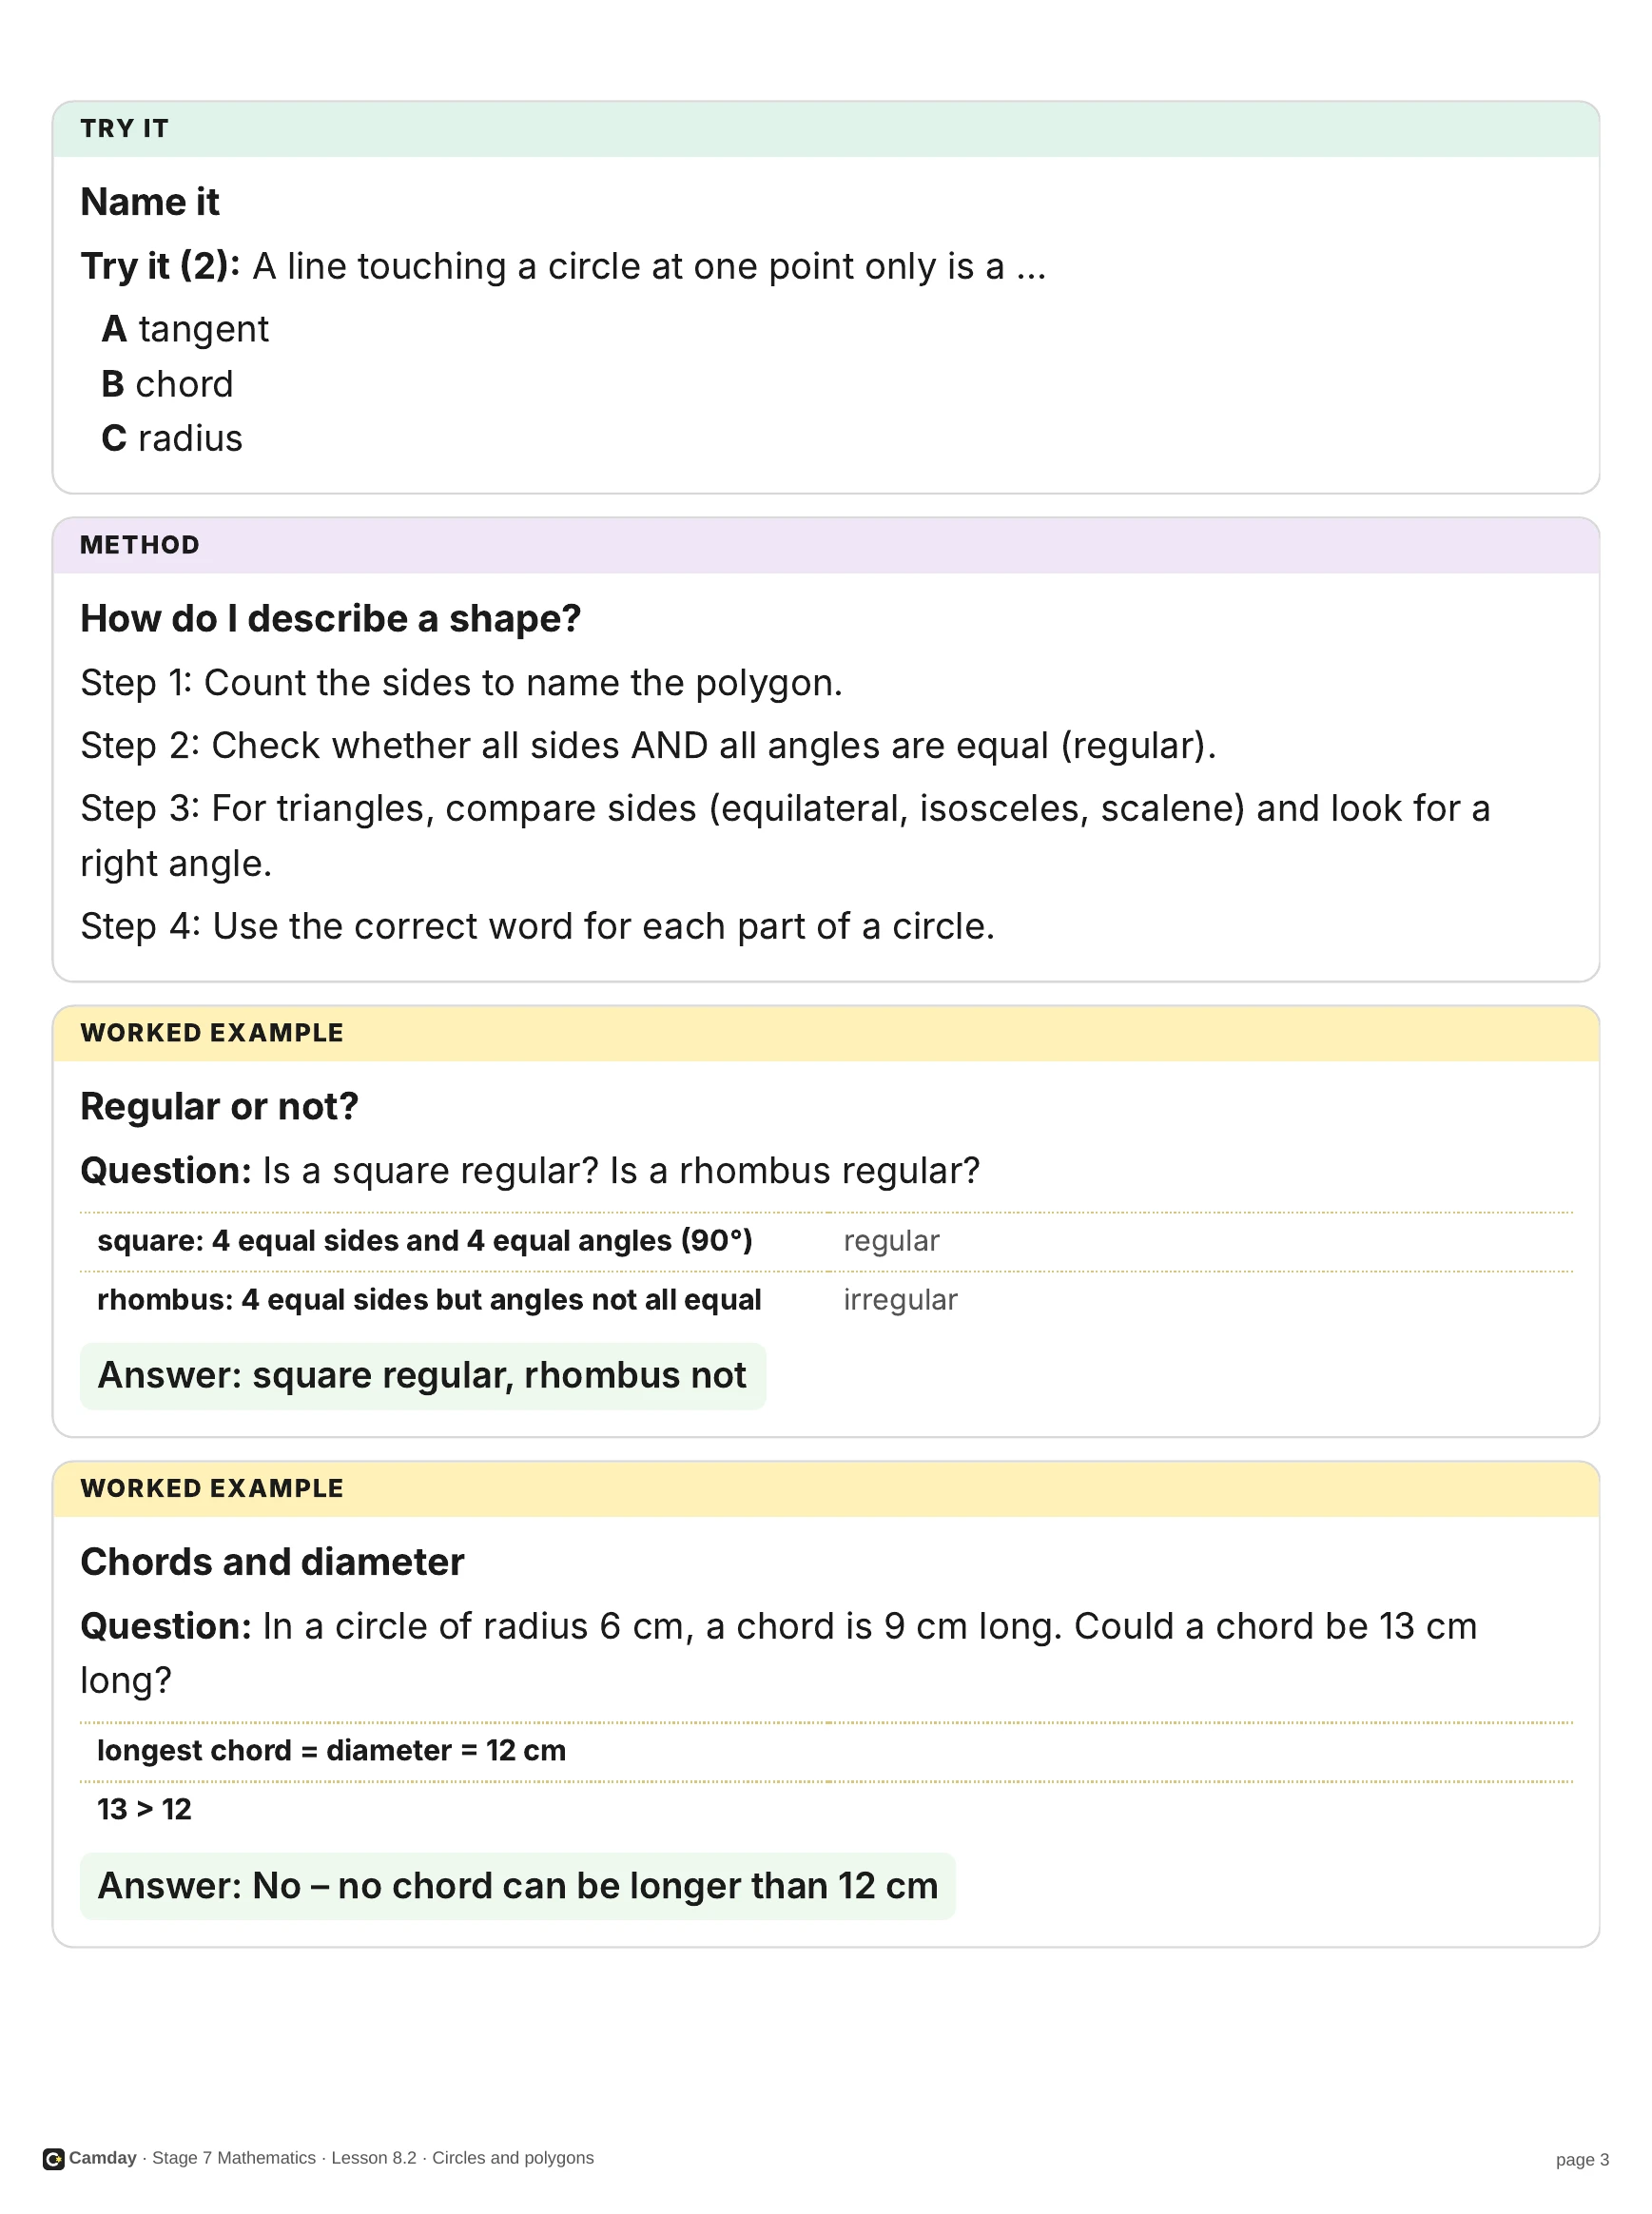 TRY IT
Name it
Try it (2): A line touching a circle at one point only is a ...
A tangent
B chord
C radius
METHOD
How do I describe a shape?
Step 1: Count the sides to name the polygon.
Step 2: Check whether all sides AND all angles are equal (regular).
Step 3: For triangles, compare sides (equilateral, isosceles, scalene) and look for a
right angle.
Step 4: Use the correct word for each part of a circle.
WORKED EXAMPLE
Regular or not?
Question: Is a square regular? Is a rhombus regular?
square: 4 equal sides and 4 equal angles (90°) regular
rhombus: 4 equal sides but angles not all equal irregular
Answer: square regular, rhombus not
WORKED EXAMPLE
Chords and diameter
Question: In a circle of radius 6 cm, a chord is 9 cm long. Could a chord be 13 cm
long?
longest chord = diameter = 12 cm
13 > 12
Answer: No – no chord can be longer than 12 cm
Camday · Stage 7 Mathematics · Lesson 8.2 · Circles and polygons page 3